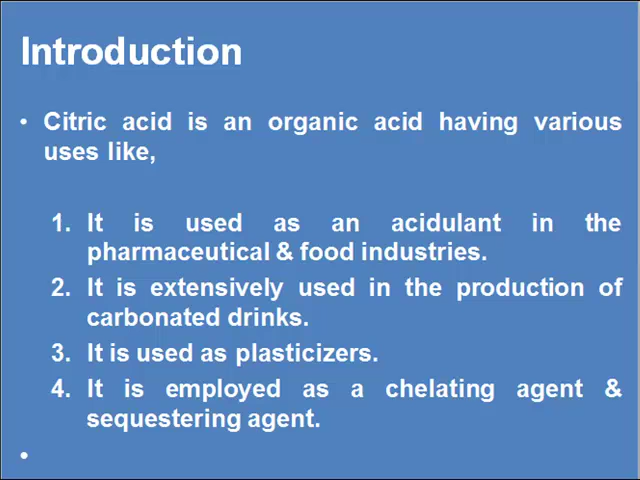 Introduction
• Citric acid is an organic acid having various
uses like,
1. It is used as an acidulant in the
pharmaceutical & food industries.
2. It is extensively used in the production of
carbonated drinks.
3. It is used as plasticizers.
4. It is employed as a chelating agent &
sequestering agent.
•